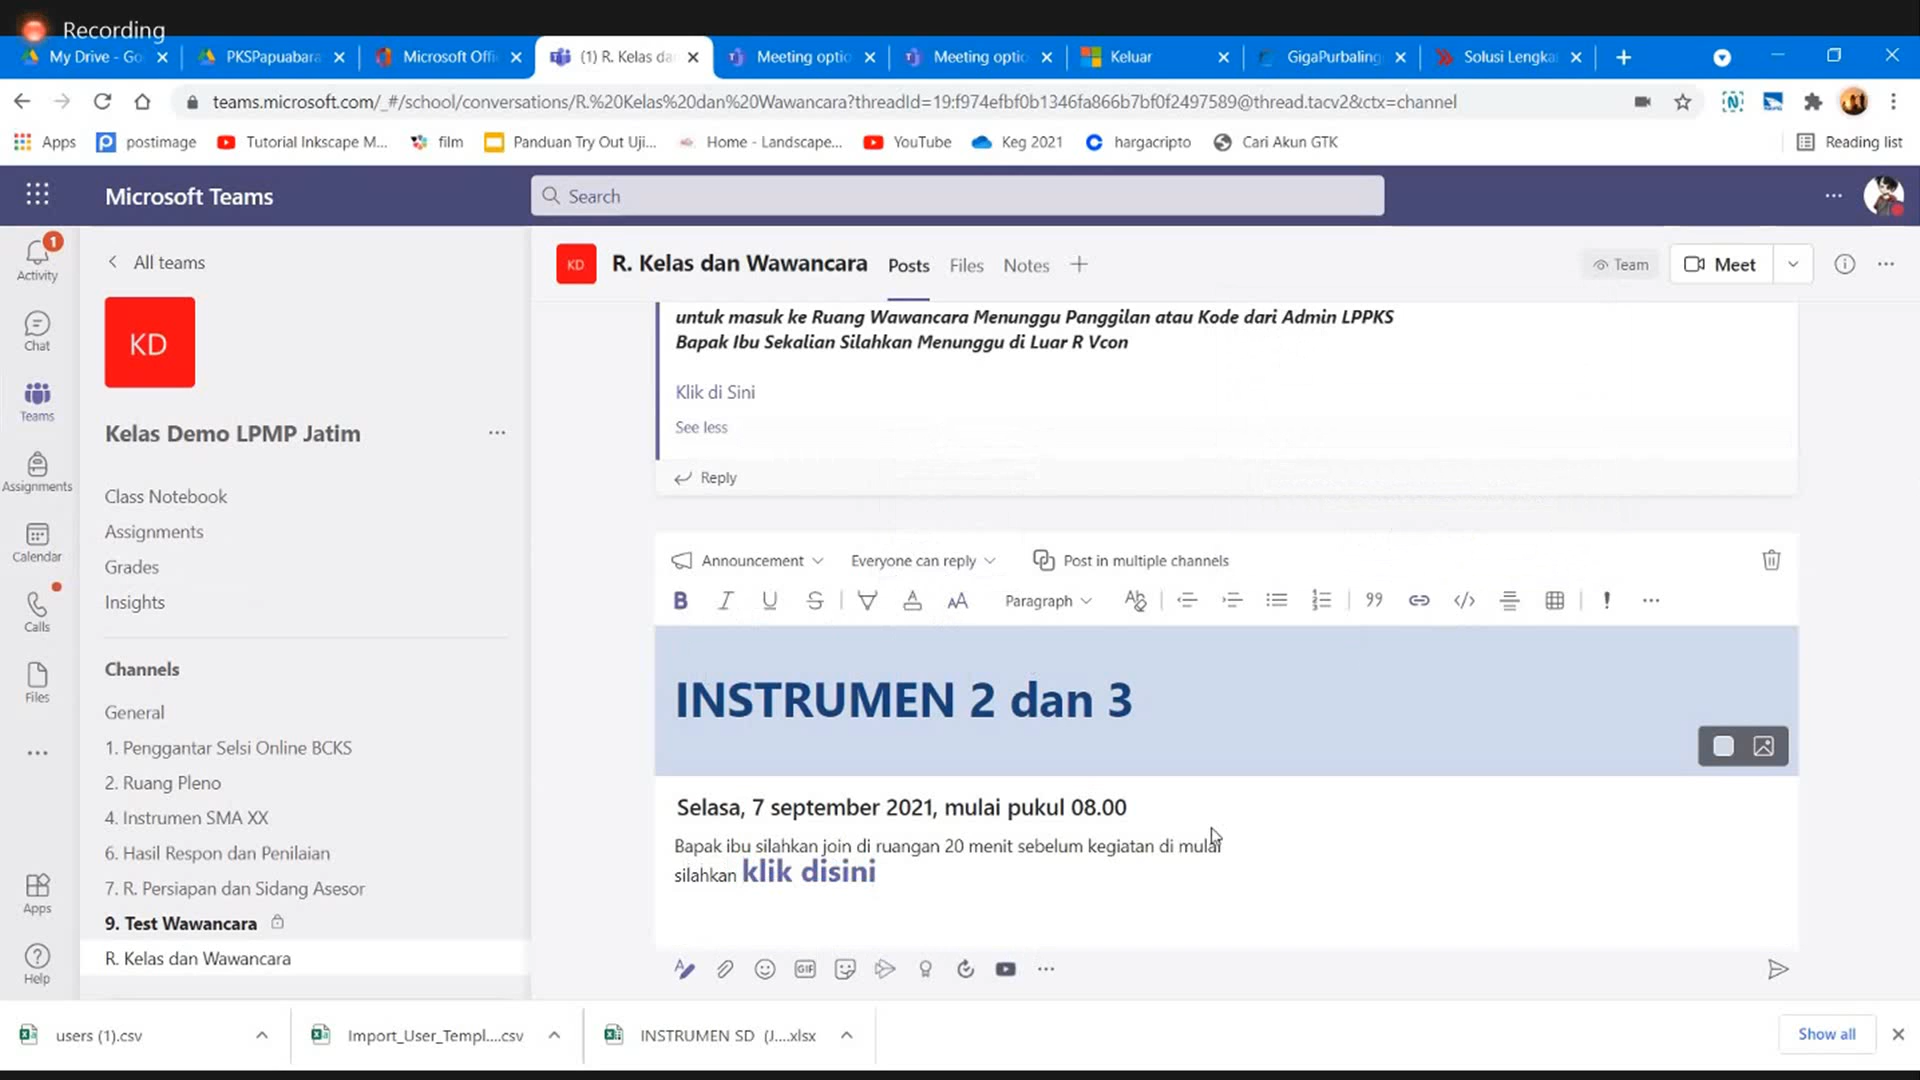 Recording
My Drive - Go
PKSPapuabara
Microsoft Offi
(1) R. Kelas da
Meeting optio
Meeting optio
Keluar
GigaPurbaling
Solusi Lengka
teams.microsoft.com/_#/school/conversations/R.%20Kelas%20dan%20Wawancara?threadId=19:f974efbf0b1346fa866b7bf0f2497589@thread.tacv2&ctx=channel
Apps
postimage
Tutorial Inkscape M...
film
Panduan Try Out Uji...
Home - Landscape...
YouTube
Keg 2021
hargacripto
Cari Akun GTK
Reading list
Microsoft Teams
Search
1
Activity
Chat
Teams
Assignments
Calendar
Calls
Files
Apps
Help
All teams
KD
Kelas Demo LPMP Jatim
Class Notebook
Assignments
Grades
Insights
Channels
General
1. Penggantar Selsi Online BCKS
2. Ruang Pleno
4. Instrumen SMA XX
6. Hasil Respon dan Penilaian
7. R. Persiapan dan Sidang Asesor
9. Test Wawancara
R. Kelas dan Wawancara
KD
R. Kelas dan Wawancara
Posts
Files
Notes
Team
Meet
untuk masuk ke Ruang Wawancara Menunggu Panggilan atau Kode dari Admin LPPKS
Bapak Ibu Sekalian Silahkan Menunggu di Luar R Vcon
Klik di Sini
See less
Reply
Announcement
Everyone can reply
Post in multiple channels
Paragraph
INSTRUMEN 2 dan 3
Selasa, 7 september 2021, mulai pukul 08.00
Bapak ibu silahkan join di ruangan 20 menit sebelum kegiatan di mulai
silahkan klik disini
GIF
users (1).csv
Import_User_Templ....csv
INSTRUMEN SD (J....xlsx
Show all